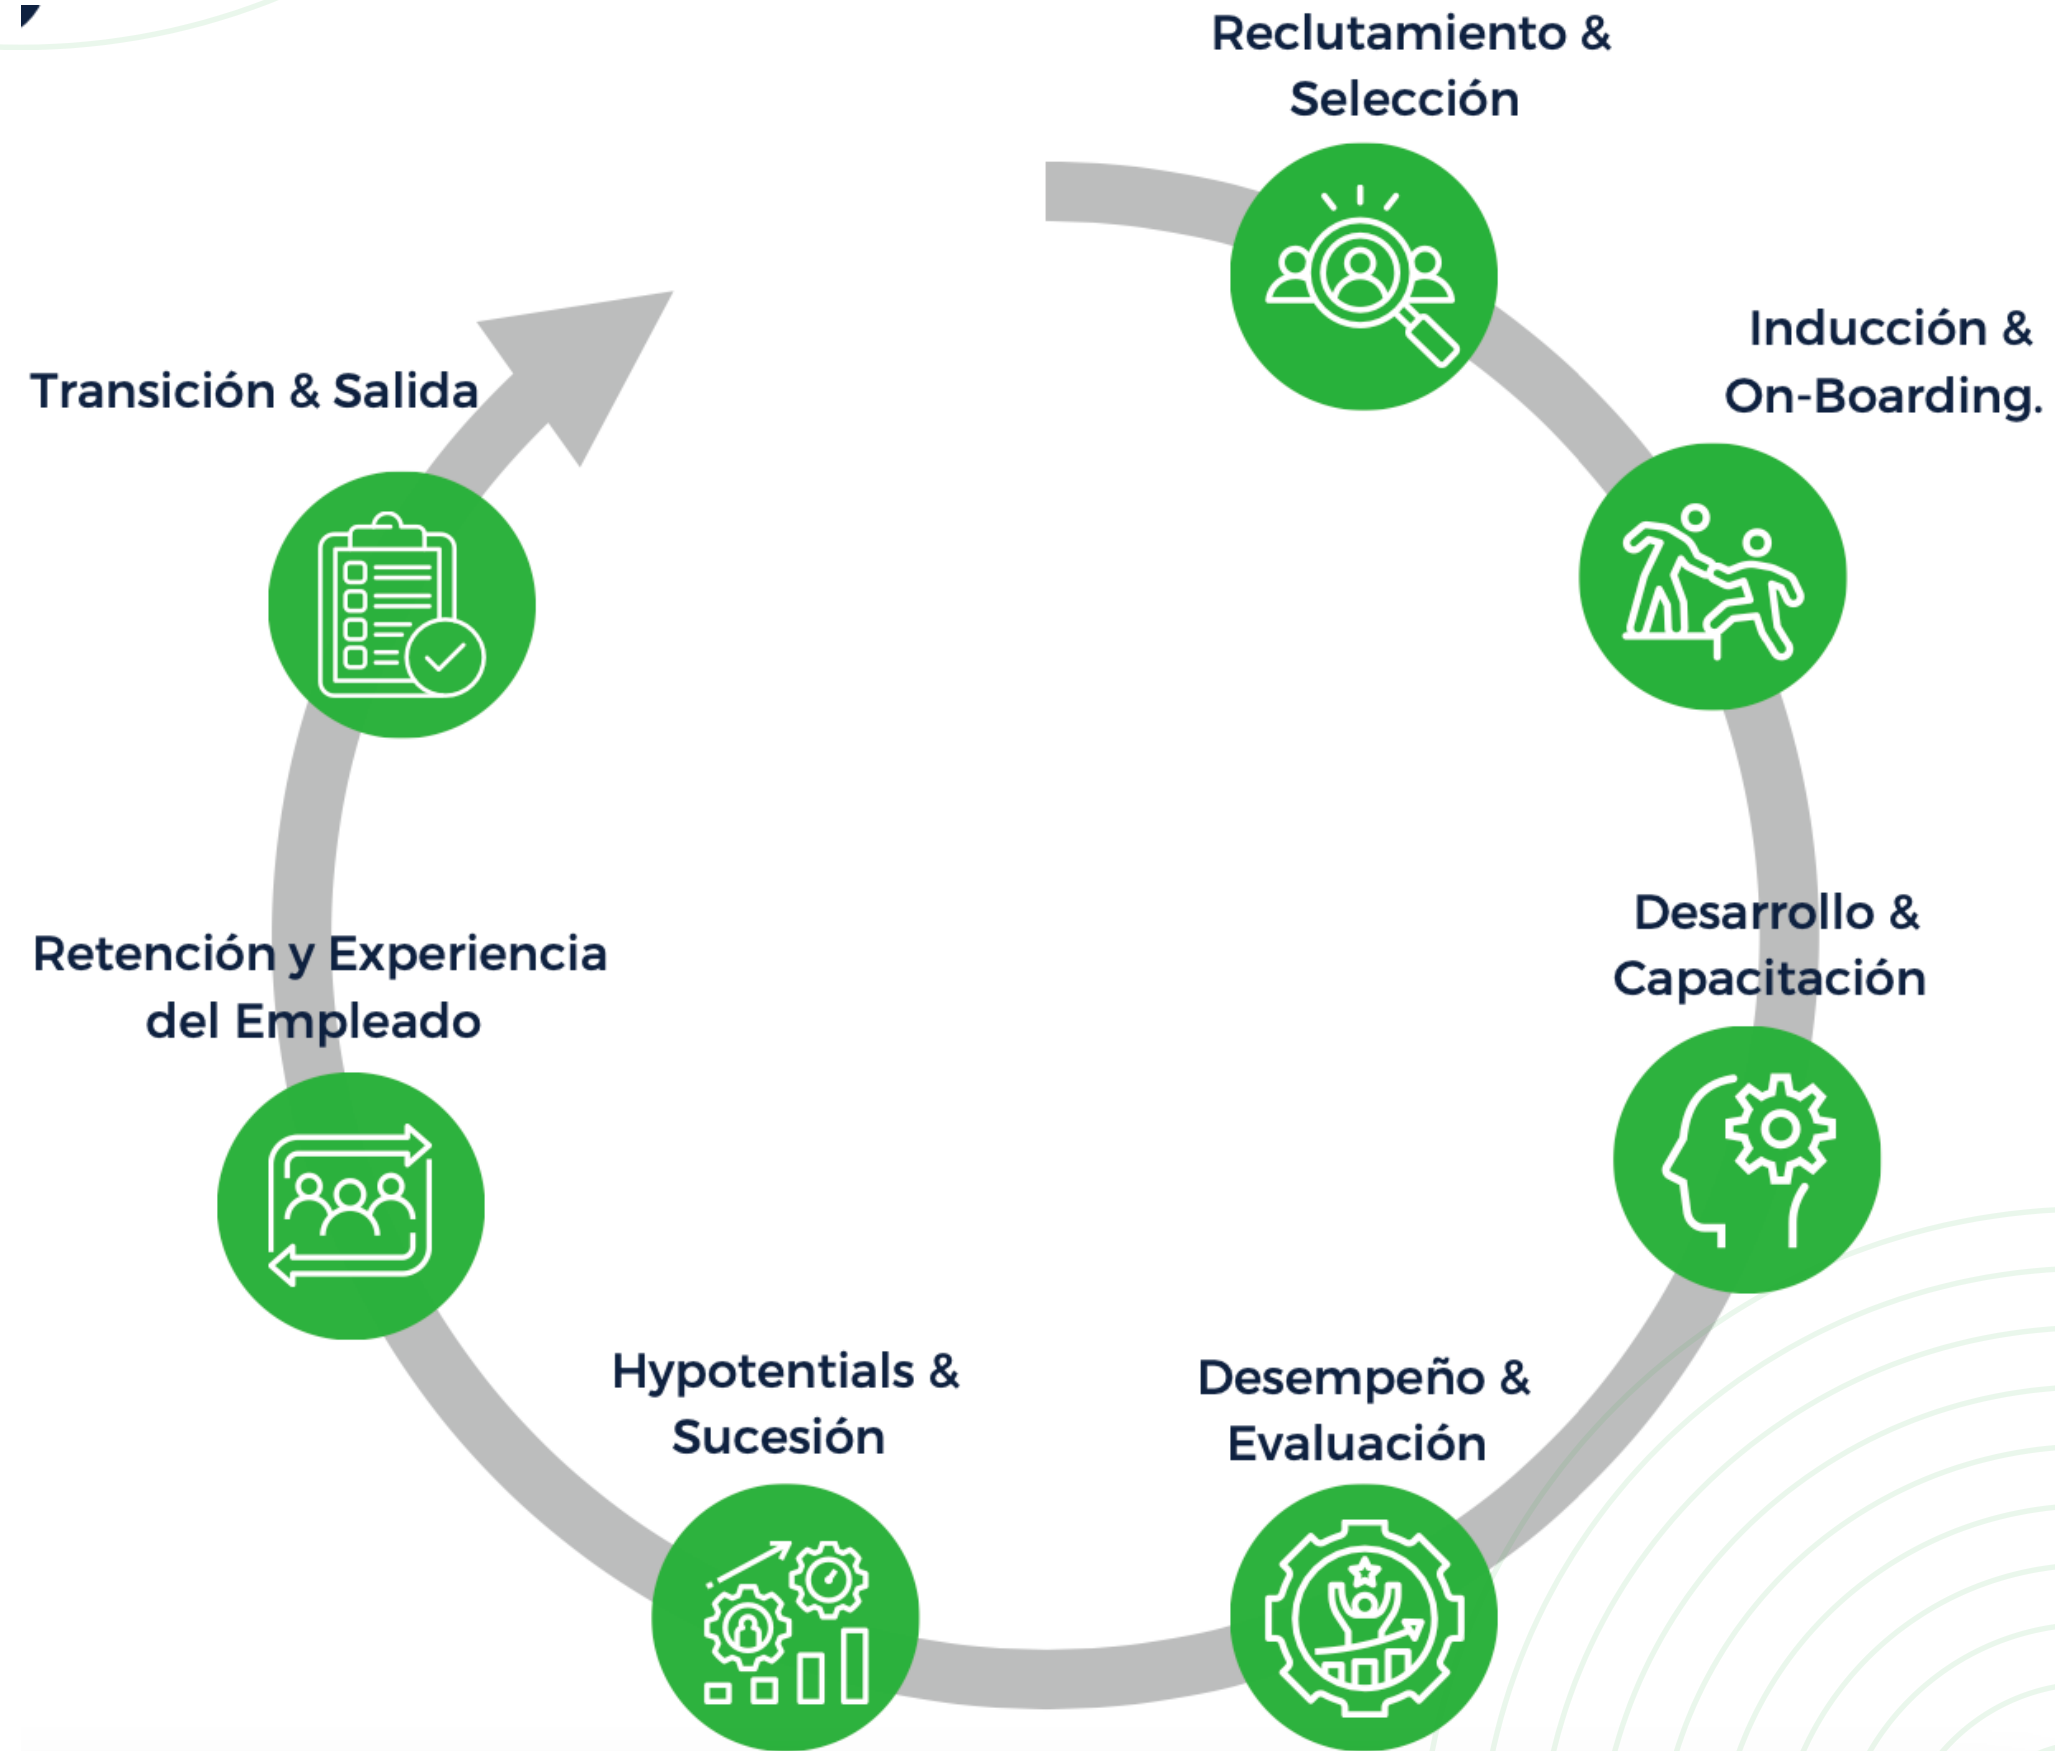 Reclutamiento &
Selección
Inducción &
On-Boarding.
Desarrollo &
Capacitación
Desempeño &
Evaluación
Hypotentials &
Sucesión
Retención y Experiencia
del Empleado
Transición & Salida